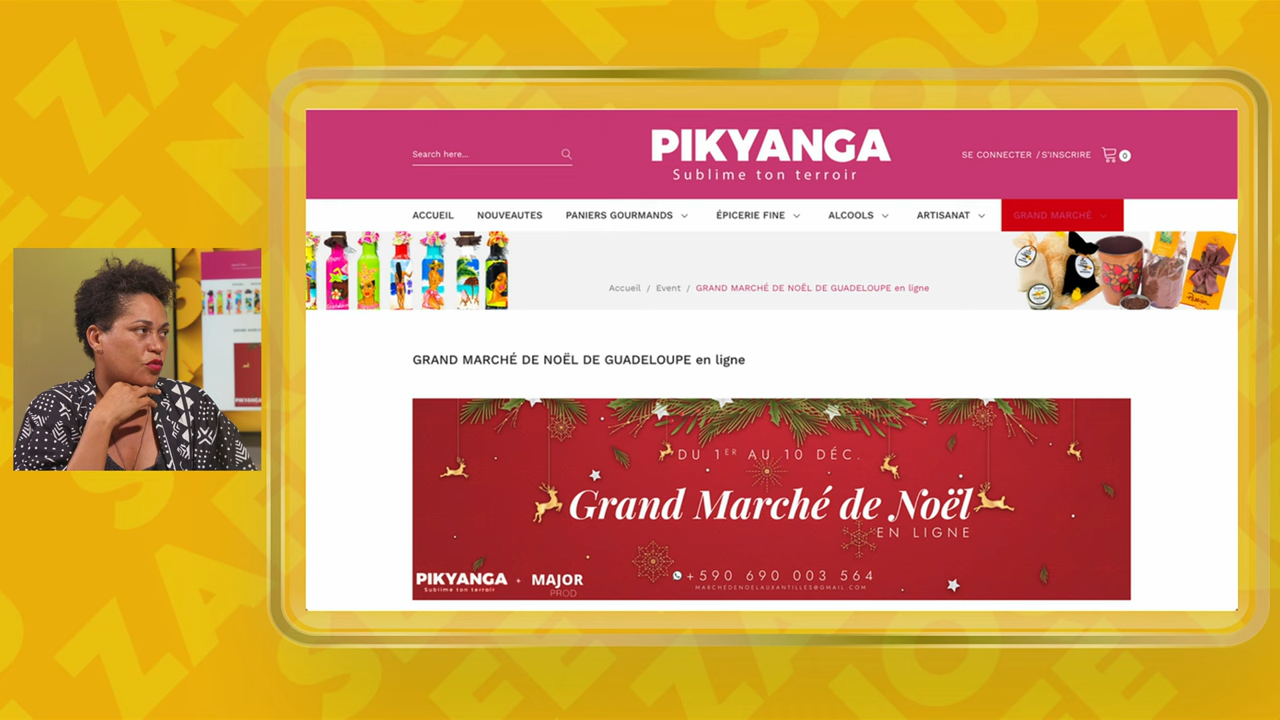 Search here...
PIKYANGA
Sublime ton terroir
SE CONNECTER / S'INSCRIRE
0
ACCUEIL
NOUVEAUTES
PANIERS GOURMANDS
ÉPICERIE FINE
ALCOOLS
ARTISANAT
GRAND MARCHÉ
Accueil / Event / GRAND MARCHÉ DE NOËL DE GUADELOUPE en ligne
GRAND MARCHÉ DE NOËL DE GUADELOUPE en ligne
DU 1ER AU 10 DÉC.
Grand Marché de Noël
EN LIGNE
PIKYANGA + MAJOR
Sublime ton terroir
PROD
+590 690 003 564
MARCHEDENOELAUXANTILLES@GMAIL.COM